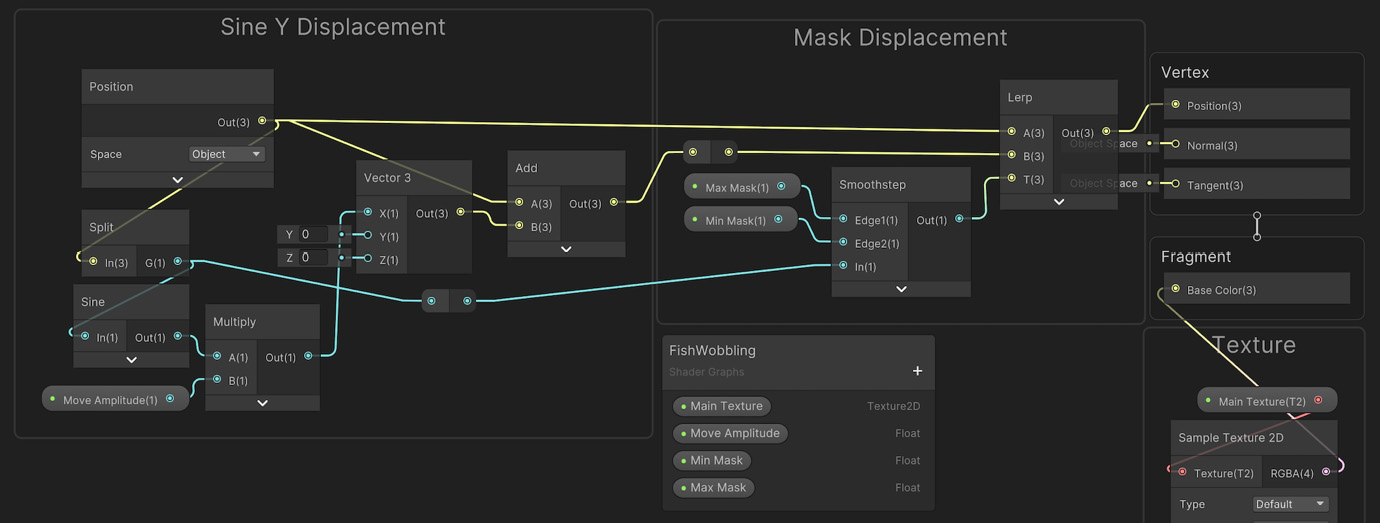 Sine Y Displacement
Position
Out(3)
Space
Object
Split
In(3)
G(1)
Sine
In(1)
Out(1)
Move Amplitude(1)
Multiply
A(1)
Out(1)
B(1)
Y 0
Z 0
Vector 3
X(1)
Out(3)
Y(1)
Z(1)
Add
A(3)
Out(3)
B(3)
Mask Displacement
Max Mask(1)
Min Mask(1)
Smoothstep
Edge1(1)
Out(1)
Edge2(1)
In(1)
Lerp
A(3)
Out(3)
B(3)
T(3)
Object Space
Object Space
Vertex
Position(3)
Normal(3)
Tangent(3)
Fragment
Base Color(3)
FishWobbling
Shader Graphs
+
Main Texture Texture2D
Move Amplitude Float
Min Mask Float
Max Mask Float
Texture
Main Texture(T2)
Sample Texture 2D
Texture(T2)
RGBA(4)
Type
Default